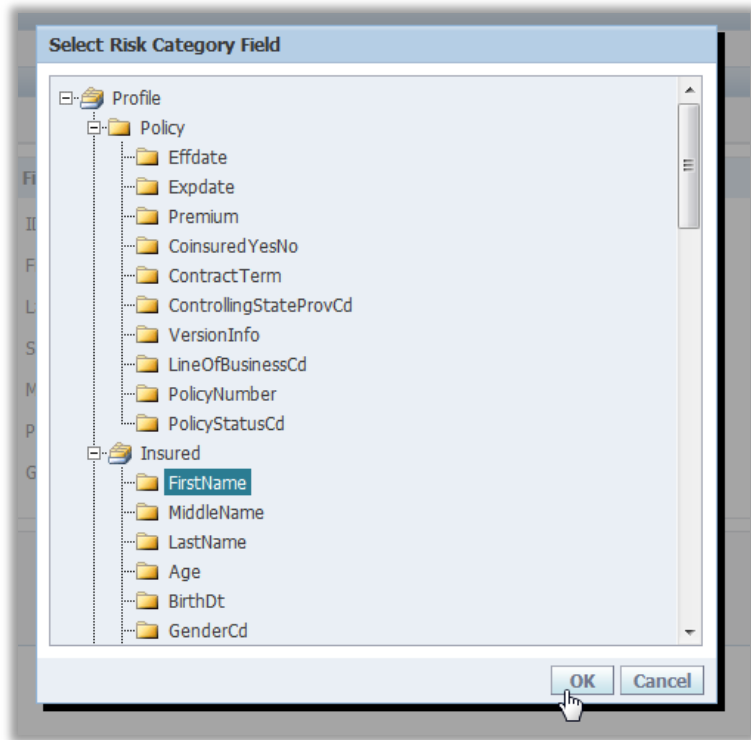 Select Risk Category Field
Profile
Policy
Effdate
Expdate
Premium
CoinsuredYesNo
ContractTerm
ControllingStateProvCd
VersionInfo
LineOfBusinessCd
PolicyNumber
PolicyStatusCd
Insured
FirstName
MiddleName
LastName
Age
BirthDt
GenderCd
OK Cancel